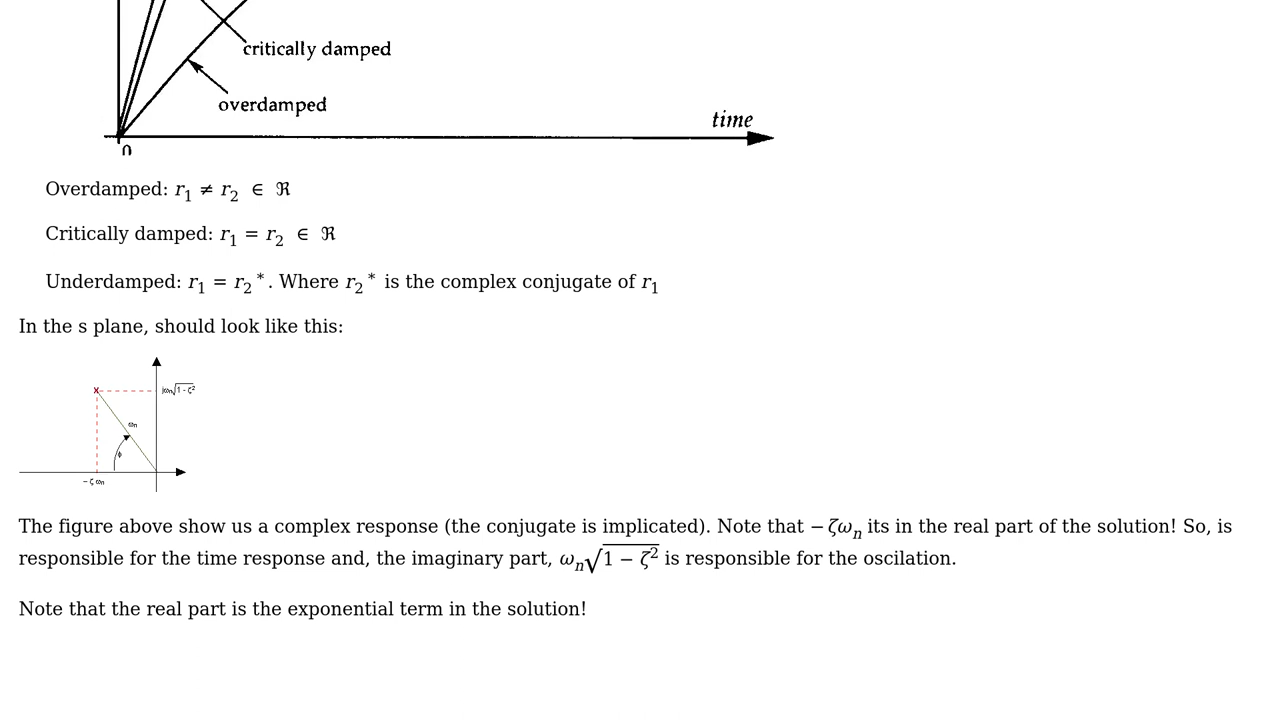 critically damped
overdamped
time
0
Overdamped: r₁ ≠ r₂ ∈ ℜ
Critically damped: r₁ = r₂ ∈ ℜ
Underdamped: r₁ = r₂*. Where r₂* is the complex conjugate of r₁
In the s plane, should look like this:
x
jωn√1 - ζ²
ωn
ϕ
- ζ ωn
The figure above show us a complex response (the conjugate is implicated). Note that −ζωₙ its in the real part of the solution! So, is
responsible for the time response and, the imaginary part, ωₙ√1 − ζ² is responsible for the oscilation.
Note that the real part is the exponential term in the solution!